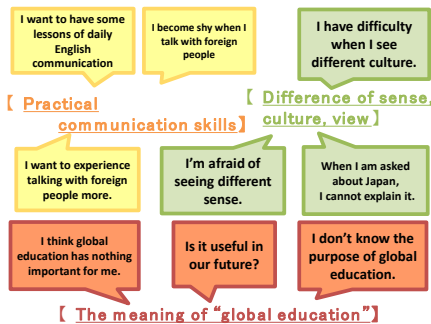 I want to have some
lessons of daily
English
communication
I become shy when I
talk with foreign
people
I have difficulty
when I see
different culture.
【 Practical
communication skills】
【 Difference of sense,
culture, view】
I want to experience
talking with foreign
people more.
I'm afraid of
seeing different
sense.
When I am asked
about Japan,
I cannot explain it.
I think global
education has nothing
important for me.
Is it useful in
our future?
I don't know the
purpose of global
education.
【 The meaning of "global education"】